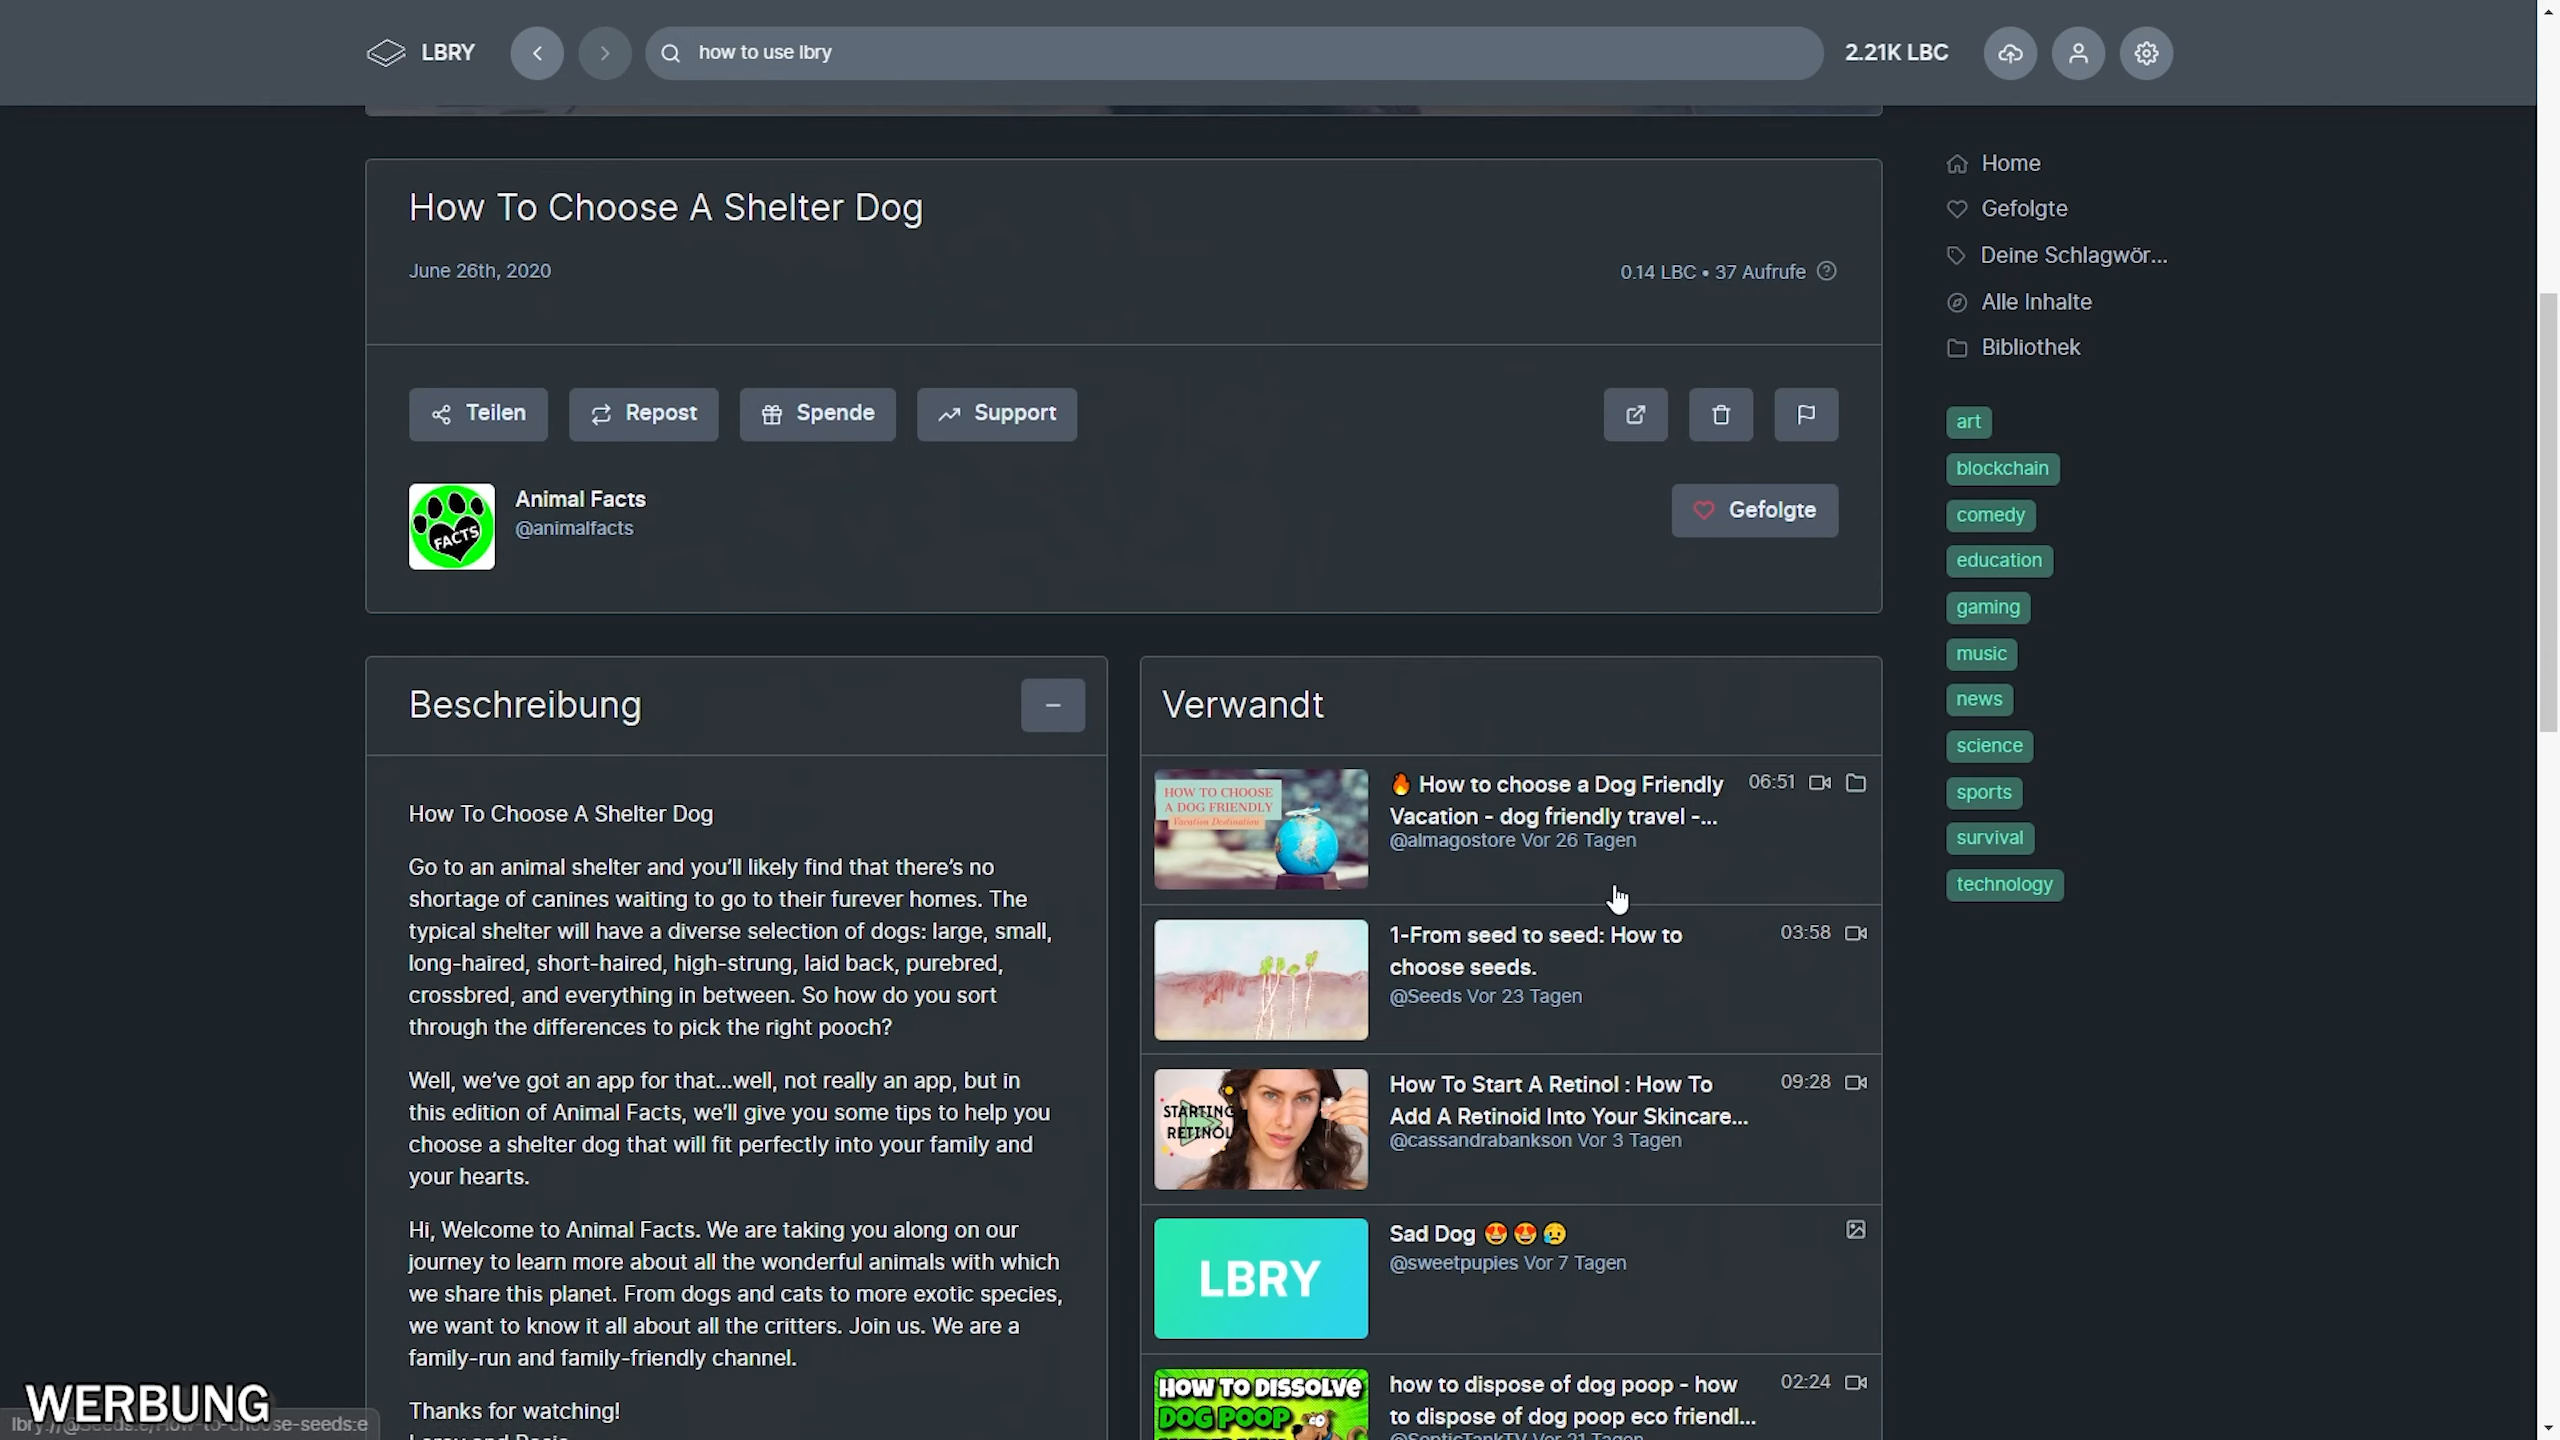 LBRY
how to use lbry
2.21K LBC
How To Choose A Shelter Dog
June 26th, 2020
0.14 LBC • 37 Aufrufe
Teilen
Repost
Spende
Support
Animal Facts
@animalfacts
FACTS
Gefolgte
Home
Gefolgte
Deine Schlagwör...
Alle Inhalte
Bibliothek
art
blockchain
comedy
education
gaming
music
news
science
sports
survival
technology
Beschreibung
How To Choose A Shelter Dog
Go to an animal shelter and you'll likely find that there's no
shortage of canines waiting to go to their furever homes. The
typical shelter will have a diverse selection of dogs: large, small,
long-haired, short-haired, high-strung, laid back, purebred,
crossbred, and everything in between. So how do you sort
through the differences to pick the right pooch?
Well, we've got an app for that...well, not really an app, but in
this edition of Animal Facts, we'll give you some tips to help you
choose a shelter dog that will fit perfectly into your family and
your hearts.
Hi, Welcome to Animal Facts. We are taking you along on our
journey to learn more about all the wonderful animals with which
we share this planet. From dogs and cats to more exotic species,
we want to know it all about all the critters. Join us. We are a
family-run and family-friendly channel.
Thanks for watching!
Verwandt
HOW TO CHOOSE
A DOG FRIENDLY
Vacation Destination
🔥 How to choose a Dog Friendly
Vacation - dog friendly travel -...
@almagostore Vor 26 Tagen
06:51
1-From seed to seed: How to
choose seeds.
@Seeds Vor 23 Tagen
03:58
STARTING
RETINOL
How To Start A Retinol : How To
Add A Retinoid Into Your Skincare...
@cassandrabankson Vor 3 Tagen
09:28
LBRY
Sad Dog 😍😍😥
@sweetpupies Vor 7 Tagen
HOW TO DISSOLVE
DOG POOP
how to dispose of dog poop - how
to dispose of dog poop eco friendl...
@SepticTankTV Vor 21 Tagen
02:24
WERBUNG